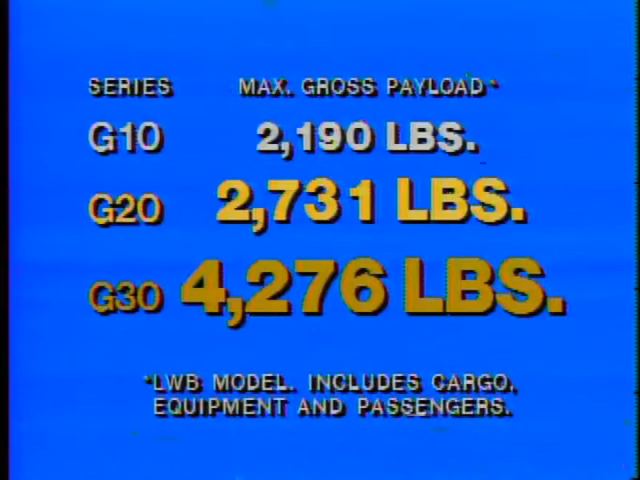 SERIES MAX. GROSS PAYLOAD*
G10 2,190 LBS.
G20 2,731 LBS.
G30 4,276 LBS.
*LWB MODEL. INCLUDES CARGO,
EQUIPMENT AND PASSENGERS.